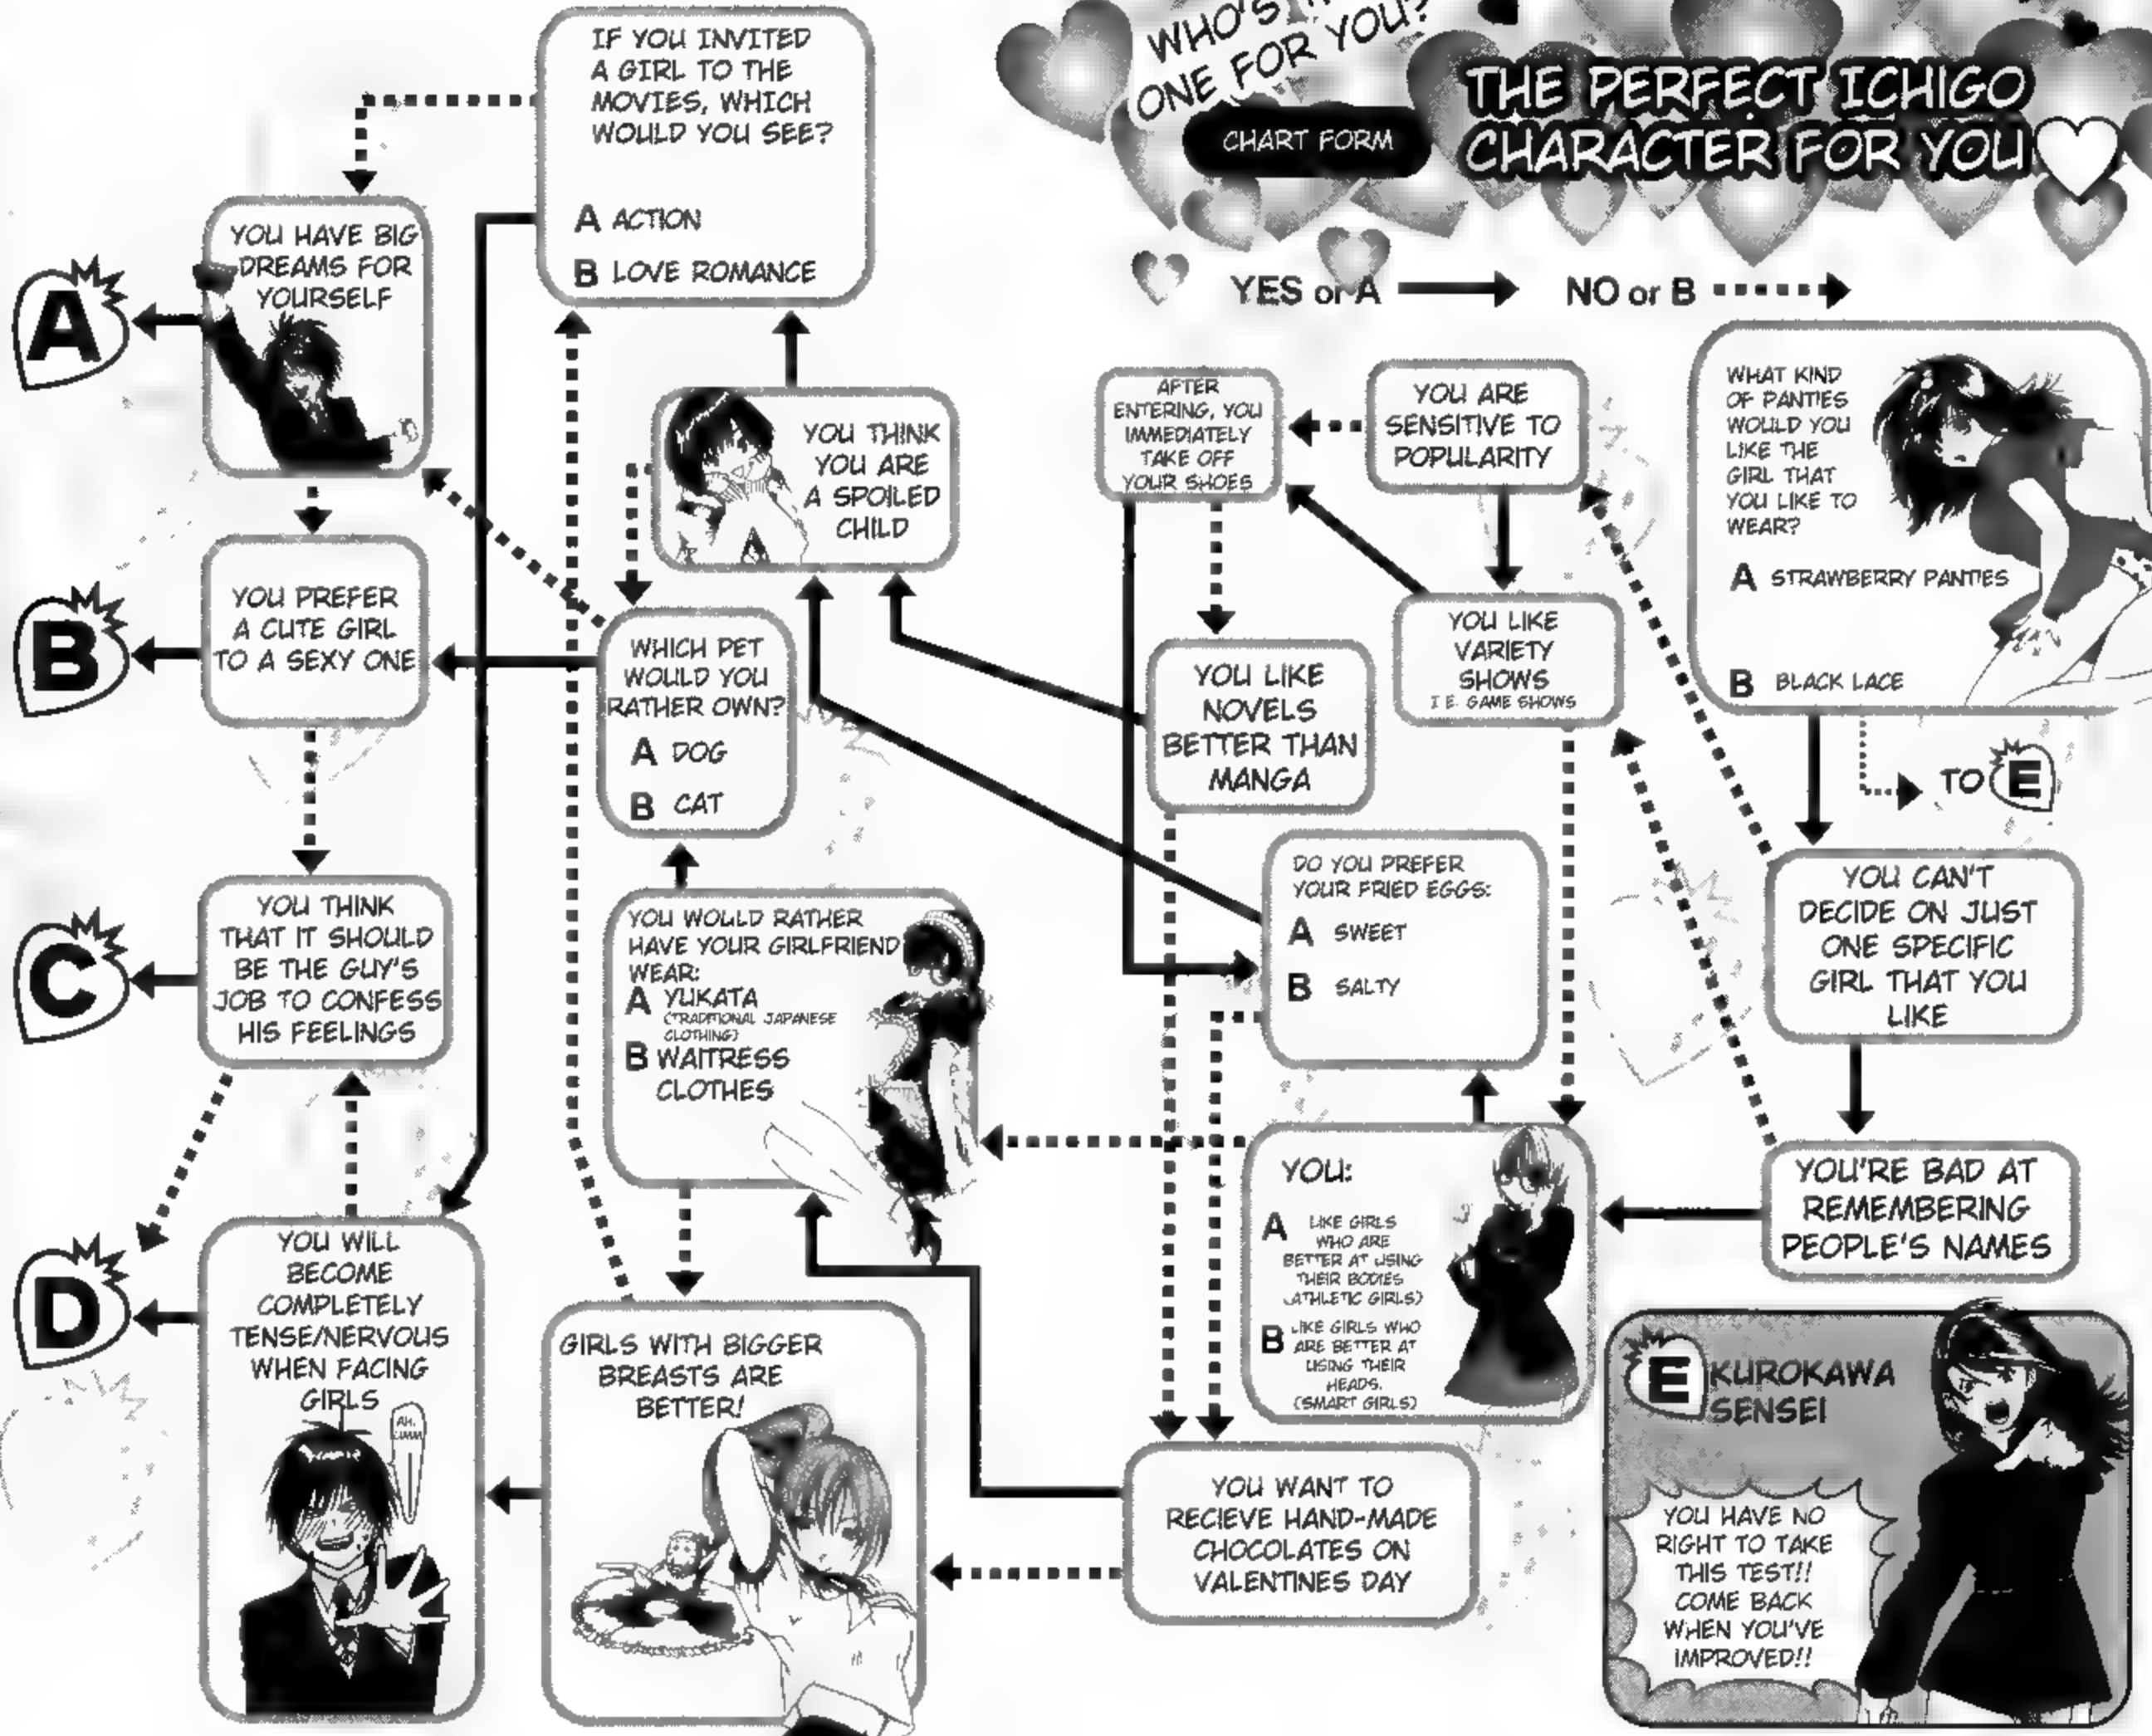 WHO'S
ONE FOR YOU?
CHART FORM
THE PERFECT ICHIGO
CHARACTER FOR YOU
YES or A
NO or B
IF YOU INVITED
A GIRL TO THE
MOVIES, WHICH
WOULD YOU SEE?
A ACTION
B LOVE ROMANCE
YOU HAVE BIG
DREAMS FOR
YOURSELF
A
YOU THINK
YOU ARE
A SPOILED
CHILD
AFTER
ENTERING, YOU
IMMEDIATELY
TAKE OFF
YOUR SHOES
YOU ARE
SENSITIVE TO
POPULARITY
WHAT KIND
OF PANTIES
WOULD YOU
LIKE THE
GIRL THAT
YOU LIKE TO
WEAR?
A STRAWBERRY PANTIES
B BLACK LACE
TO E
YOU PREFER
A CUTE GIRL
TO A SEXY ONE
B
WHICH PET
WOULD YOU
RATHER OWN?
A DOG
B CAT
YOU LIKE
NOVELS
BETTER THAN
MANGA
YOU LIKE
VARIETY
SHOWS
I.E. GAME SHOWS
YOU THINK
THAT IT SHOULD
BE THE GUY'S
JOB TO CONFESS
HIS FEELINGS
C
YOU WOULD RATHER
HAVE YOUR GIRLFRIEND
WEAR:
A YUKATA
(TRADITIONAL JAPANESE
CLOTHING)
B WAITRESS
CLOTHES
DO YOU PREFER
YOUR FRIED EGGS:
A SWEET
B SALTY
YOU CAN'T
DECIDE ON JUST
ONE SPECIFIC
GIRL THAT YOU
LIKE
YOU:
A LIKE GIRLS
WHO ARE
BETTER AT USING
THEIR BODIES
(ATHLETIC GIRLS)
B LIKE GIRLS WHO
ARE BETTER AT
USING THEIR
HEADS.
(SMART GIRLS)
YOU'RE BAD AT
REMEMBERING
PEOPLE'S NAMES
D
YOU WILL
BECOME
COMPLETELY
TENSE/NERVOUS
WHEN FACING
GIRLS
AH,
UMM
GIRLS WITH BIGGER
BREASTS ARE
BETTER!
YOU WANT TO
RECIEVE HAND-MADE
CHOCOLATES ON
VALENTINES DAY
E KUROKAWA
SENSEI
YOU HAVE NO
RIGHT TO TAKE
THIS TEST!!
COME BACK
WHEN YOU'VE
IMPROVED!!